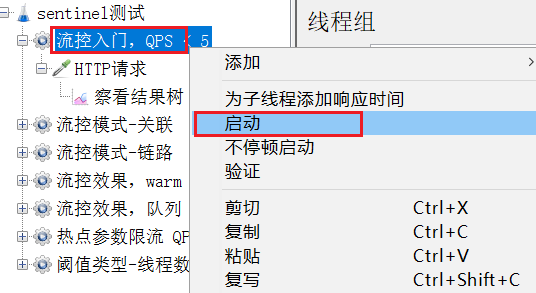 sentinel测试
流控入门，QPS < 5
HTTP请求
察看结果树
流控模式-关联
流控模式-链路
流控效果，warm
流控效果，队列
热点参数限流 QP
阈值类型-线程数
线程组
添加
为子线程添加响应时间
启动
不停顿启动
验证
剪切 Ctrl+X
复制 Ctrl+C
粘贴 Ctrl+V
复写 Ctrl+Shift+C